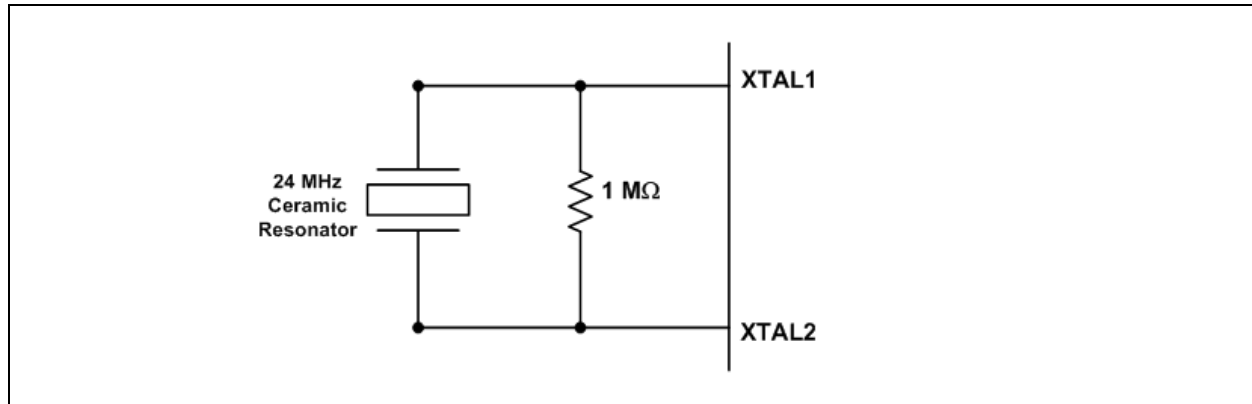 XTAL1
24 MHz
Ceramic
Resonator
1 MΩ
XTAL2